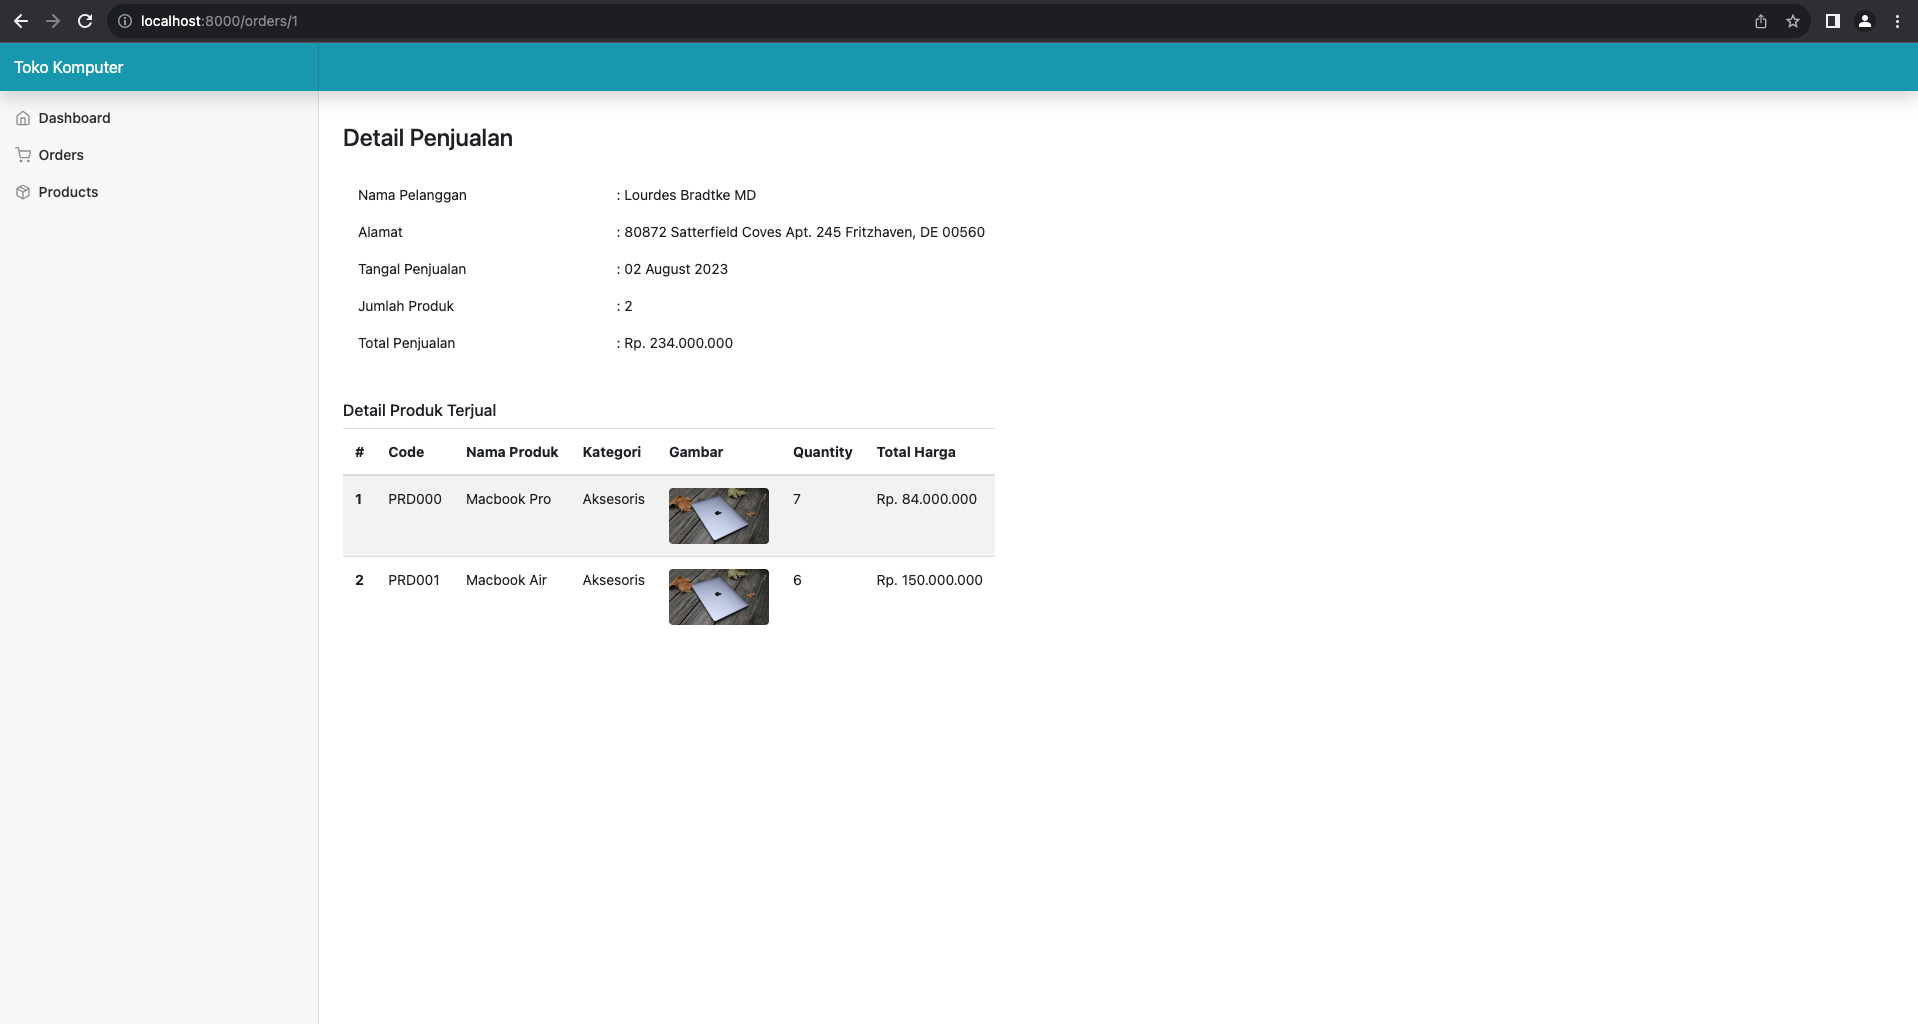 localhost:8000/orders/1
Toko Komputer
Dashboard
Orders
Products
Detail Penjualan
Nama Pelanggan : Lourdes Bradtke MD
Alamat : 80872 Satterfield Coves Apt. 245 Fritzhaven, DE 00560
Tangal Penjualan : 02 August 2023
Jumlah Produk : 2
Total Penjualan : Rp. 234.000.000
Detail Produk Terjual
# Code Nama Produk Kategori Gambar Quantity Total Harga
1 PRD000 Macbook Pro Aksesoris 7 Rp. 84.000.000
2 PRD001 Macbook Air Aksesoris 6 Rp. 150.000.000